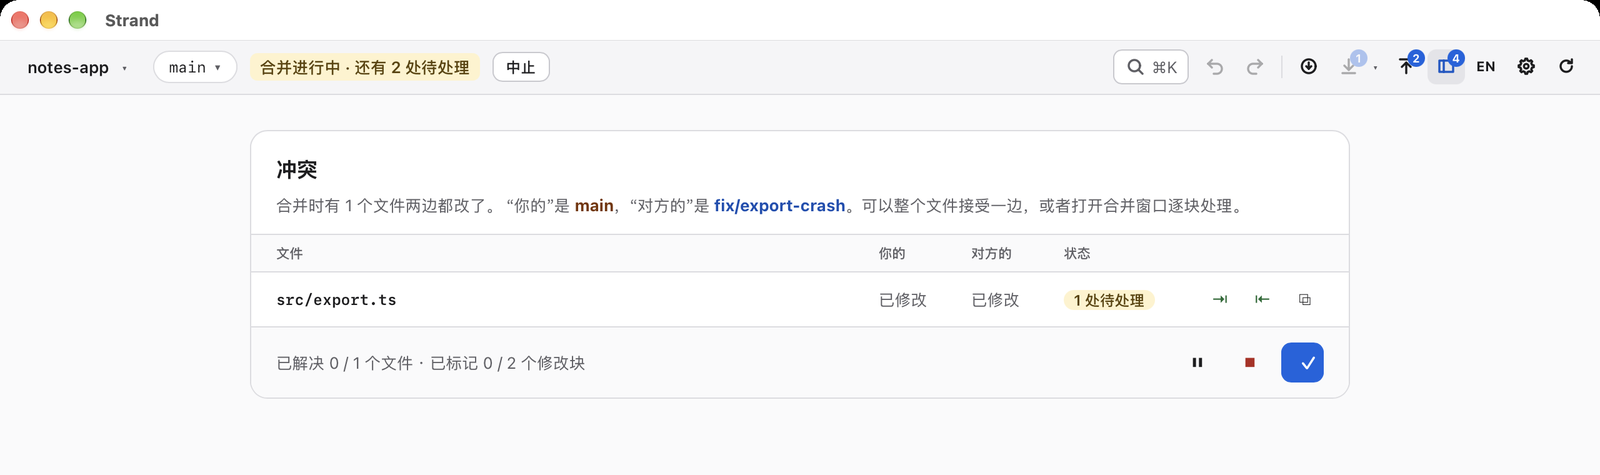 Strand
notes-app main 合并进行中 · 还有 2 处待处理 中止 ⌘K 1 2 4 EN
冲突
合并时有 1 个文件两边都改了。 “你的”是 main，“对方的”是 fix/export-crash。可以整个文件接受一边，或者打开合并窗口逐块处理。
文件 你的 对方的 状态
src/export.ts 已修改 已修改 1 处待处理
已解决 0 / 1 个文件 · 已标记 0 / 2 个修改块